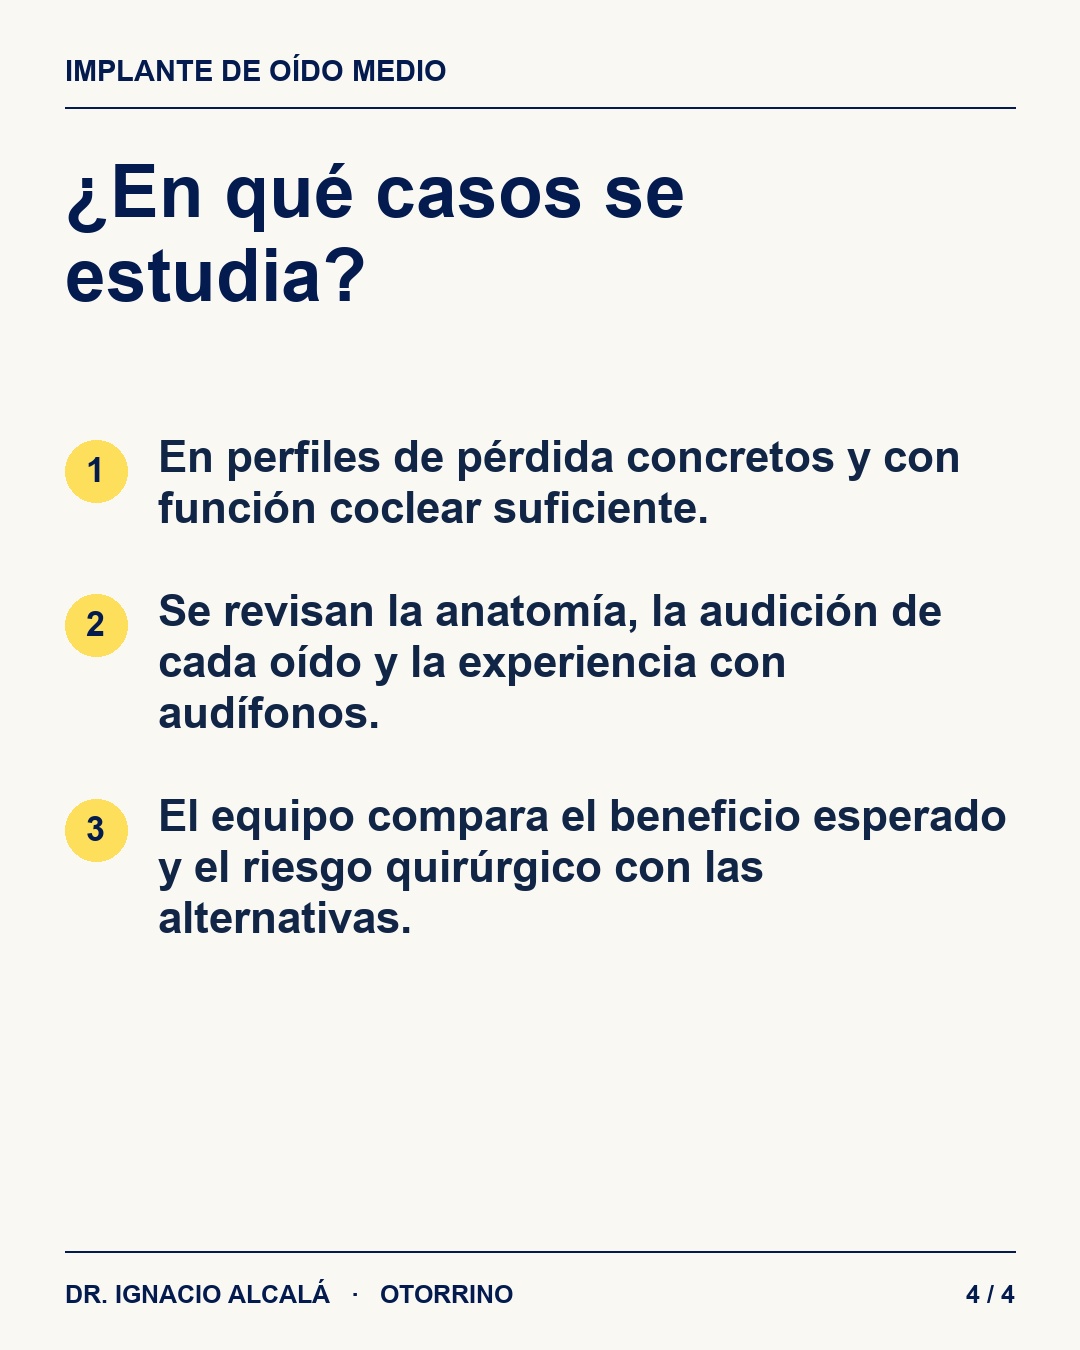 IMPLANTE DE OÍDO MEDIO
¿En qué casos se
estudia?
1 En perfiles de pérdida concretos y con
función coclear suficiente.
2 Se revisan la anatomía, la audición de
cada oído y la experiencia con
audífonos.
3 El equipo compara el beneficio esperado
y el riesgo quirúrgico con las
alternativas.
DR. IGNACIO ALCALÁ · OTORRINO 4 / 4